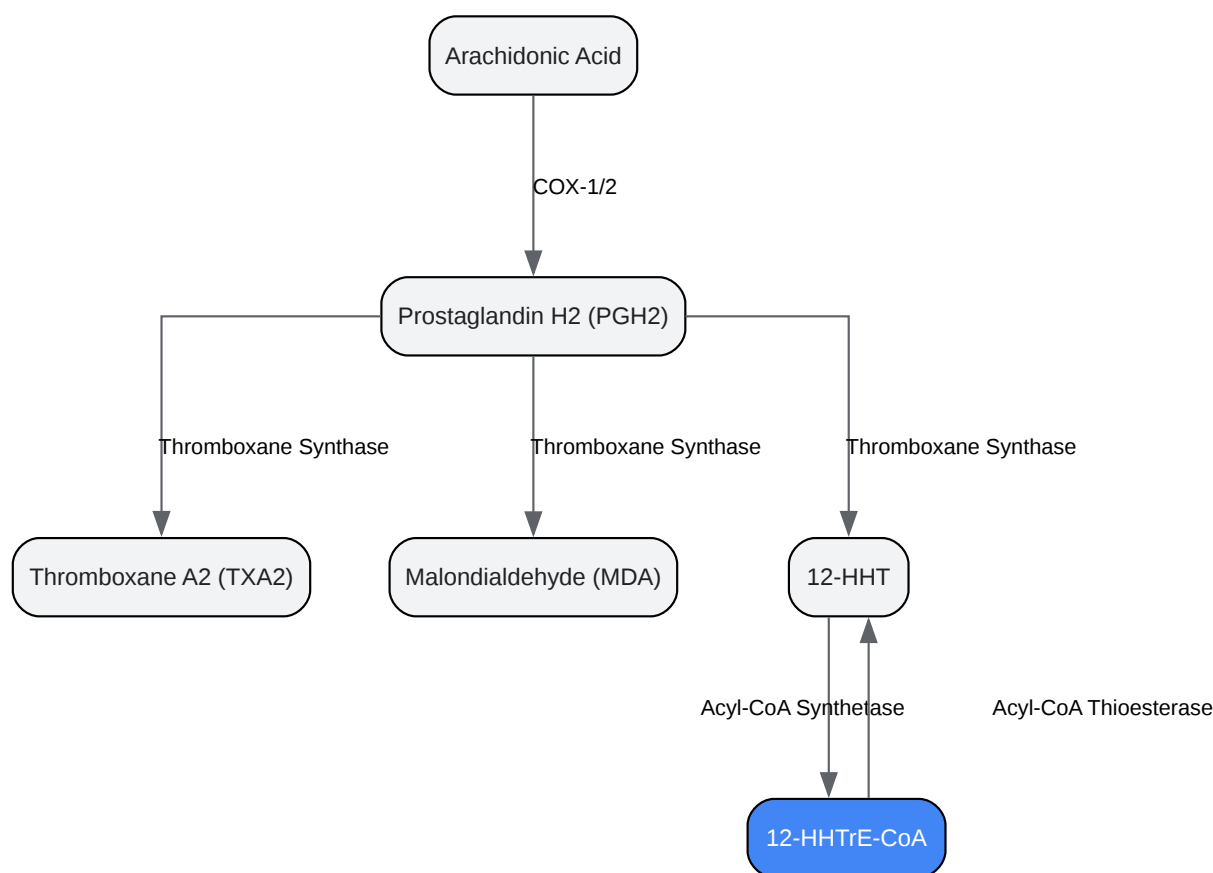 Arachidonic Acid
COX-1/2
Prostaglandin H2 (PGH2)
Thromboxane Synthase
Thromboxane Synthase
Thromboxane Synthase
Thromboxane A2 (TXA2)
Malondialdehyde (MDA)
12-HHT
Acyl-CoA Synthetase
Acyl-CoA Thioesterase
12-HHTrE-CoA